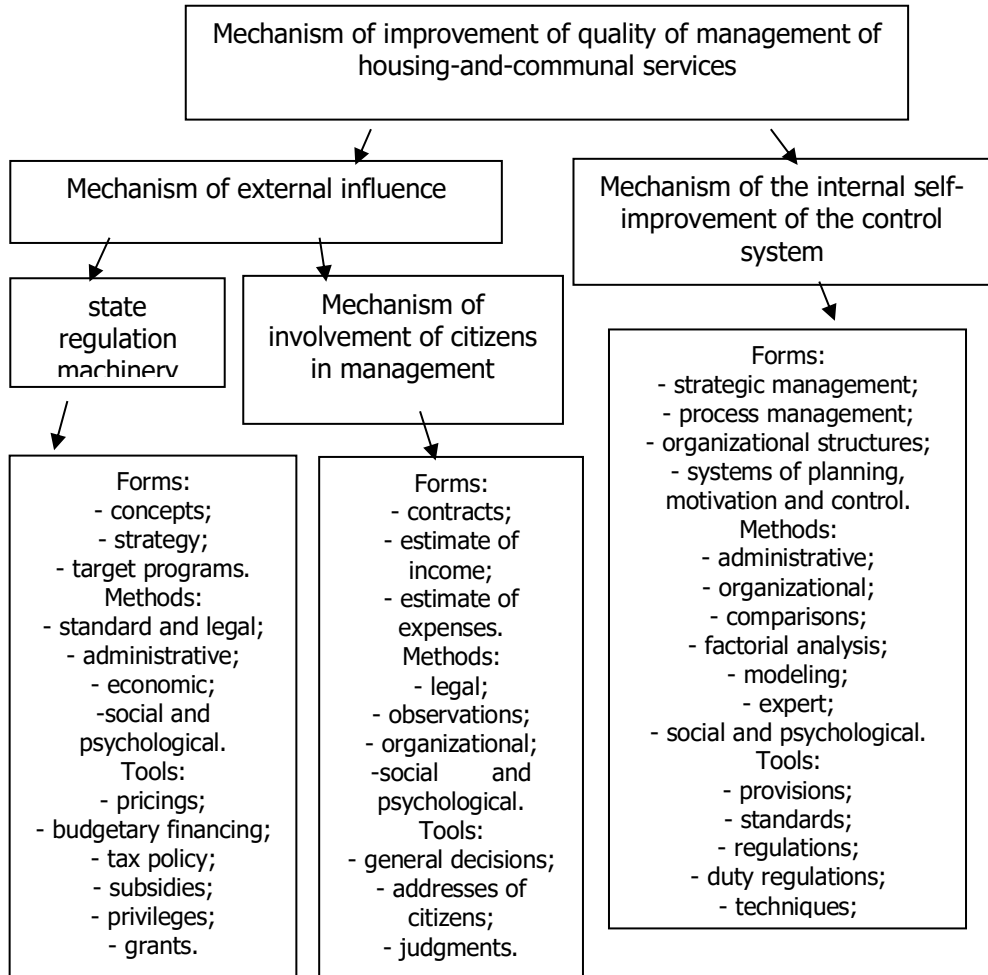 Mechanism of improvement of quality of management of
housing-and-communal services
Mechanism of external influence
Mechanism of the internal self-
improvement of the control
system
state
regulation
machinery
Mechanism of
involvement of citizens
in management
Forms:
- concepts;
- strategy;
- target programs.
Methods:
- standard and legal;
- administrative;
- economic;
-social and
psychological.
Tools:
- pricings;
- budgetary financing;
- tax policy;
- subsidies;
- privileges;
- grants.
Forms:
- contracts;
- estimate of
income;
- estimate of
expenses.
Methods:
- legal;
- observations;
- organizational;
-social and
psychological.
Tools:
- general decisions;
- addresses of
citizens;
- judgments.
Forms:
- strategic management;
- process management;
- organizational structures;
- systems of planning,
motivation and control.
Methods:
- administrative;
- organizational;
- comparisons;
- factorial analysis;
- modeling;
- expert;
- social and psychological.
Tools:
- provisions;
- standards;
- regulations;
- duty regulations;
- techniques;